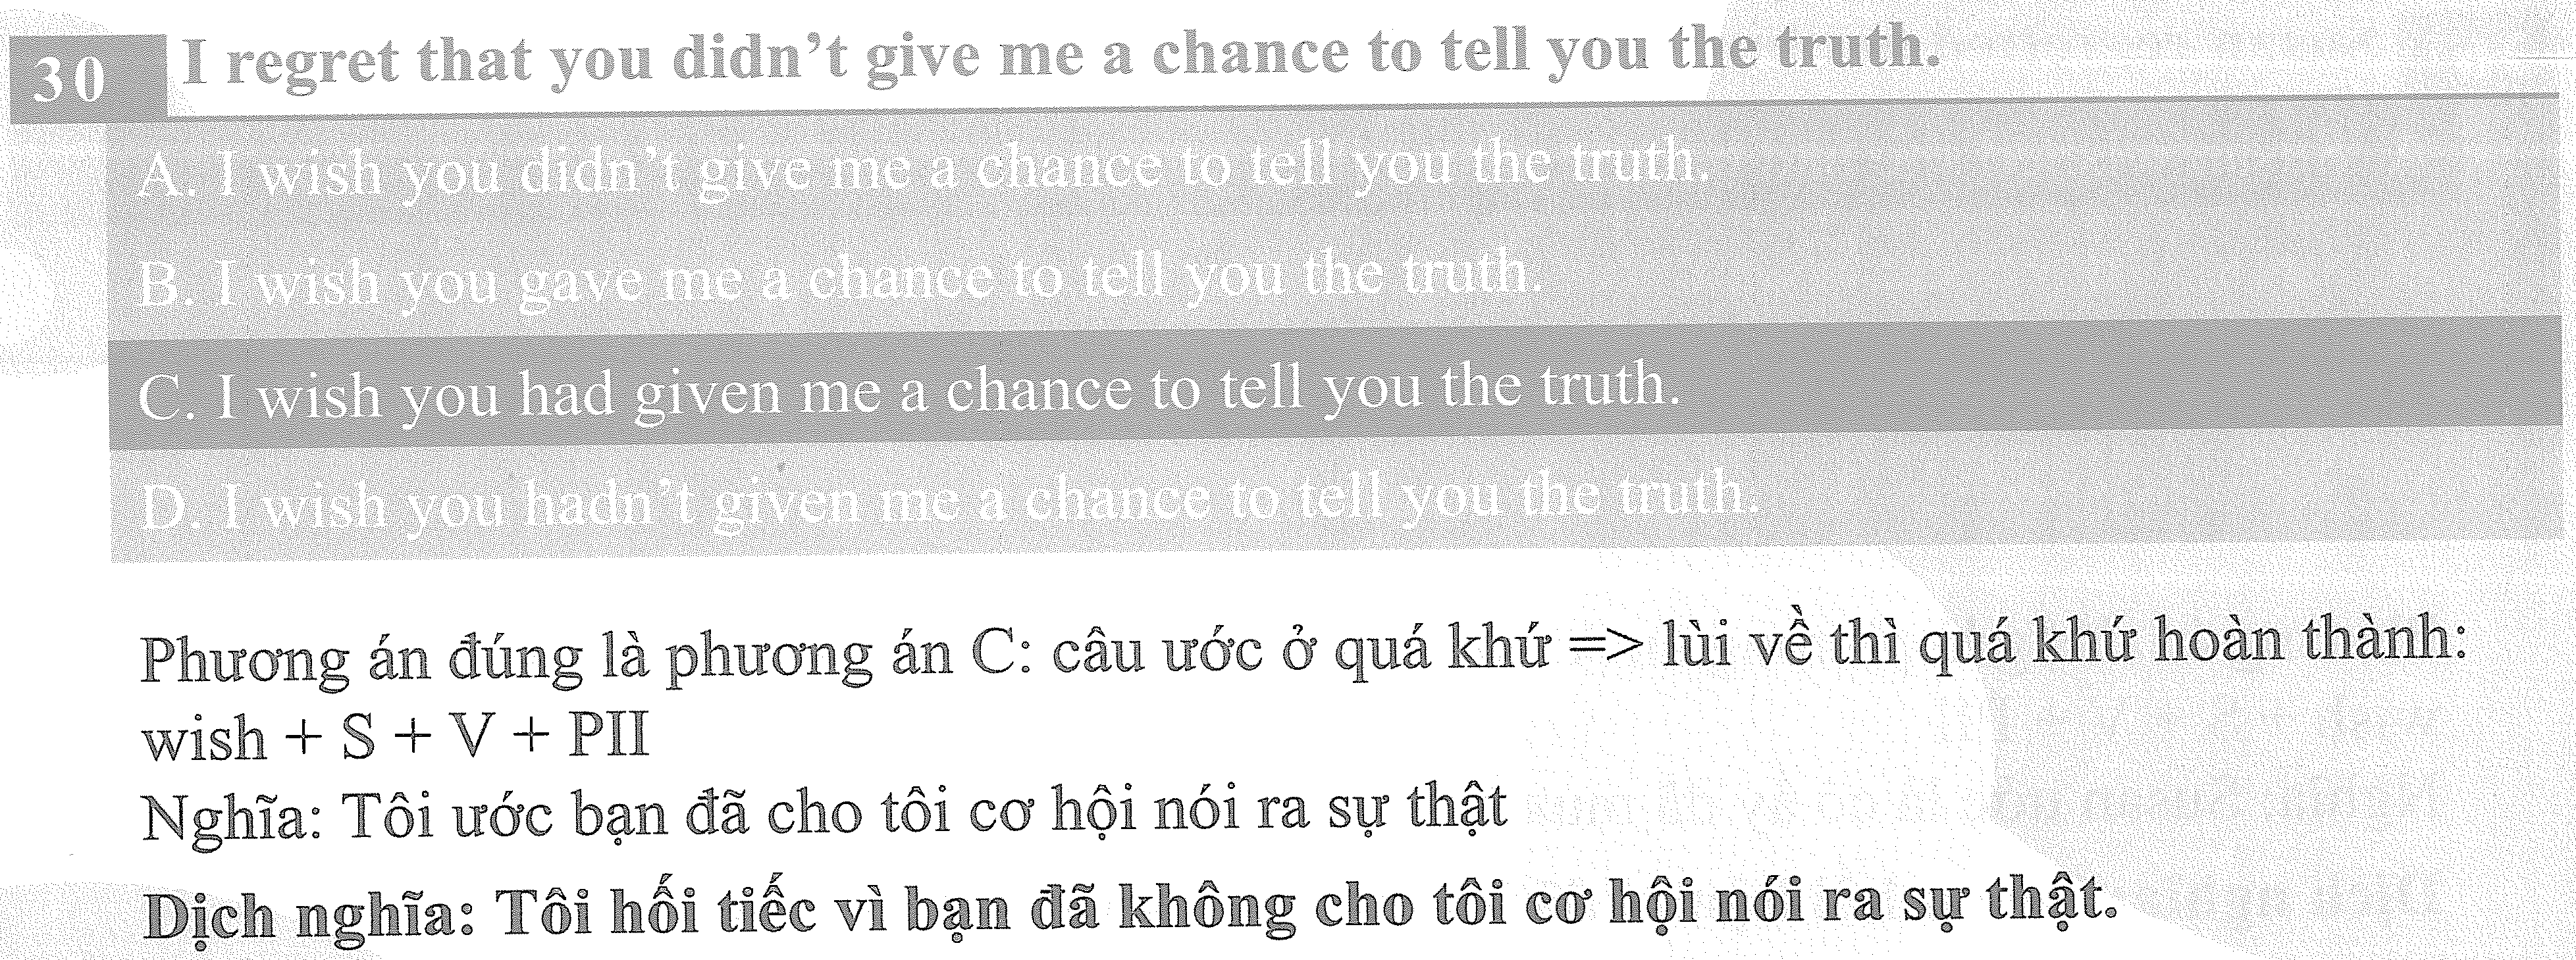 30 I regret that you didn't give me a chance to tell you the truth.
A. I wish you didn't give me a chance to tell you the truth.
B. I wish you gave me a chance to tell you the truth.
C. I wish you had given me a chance to tell you the truth.
D. I wish you hadn't given me a chance to tell you the truth.
Phương án đúng là phương án C: câu ước ở quá khứ => lùi về thì quá khứ hoàn thành:
wish + S + V + PII
Nghĩa: Tôi ước bạn đã cho tôi cơ hội nói ra sự thật
Dịch nghĩa: Tôi hối tiếc vì bạn đã không cho tôi cơ hội nói ra sự thật.